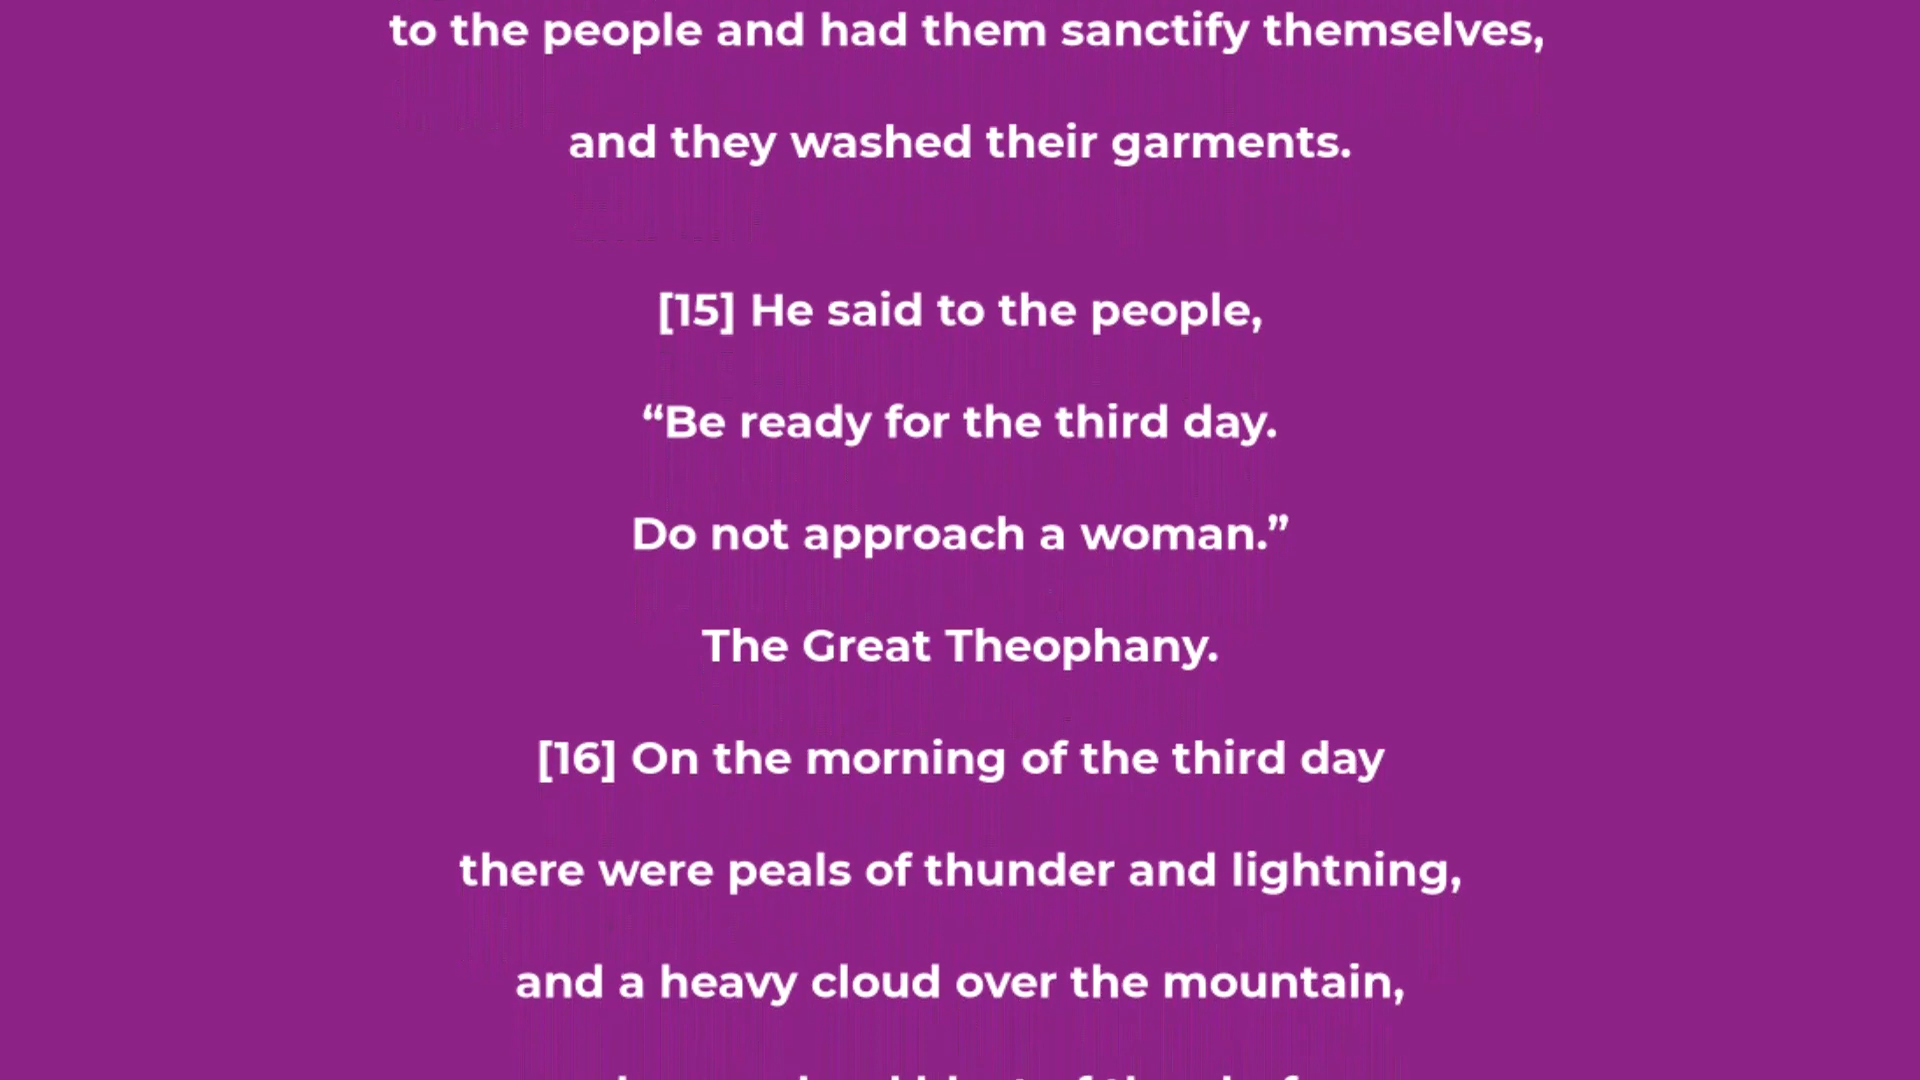 to the people and had them sanctify themselves,
and they washed their garments.
[15] He said to the people,
“Be ready for the third day.
Do not approach a woman.”
The Great Theophany.
[16] On the morning of the third day
there were peals of thunder and lightning,
and a heavy cloud over the mountain,